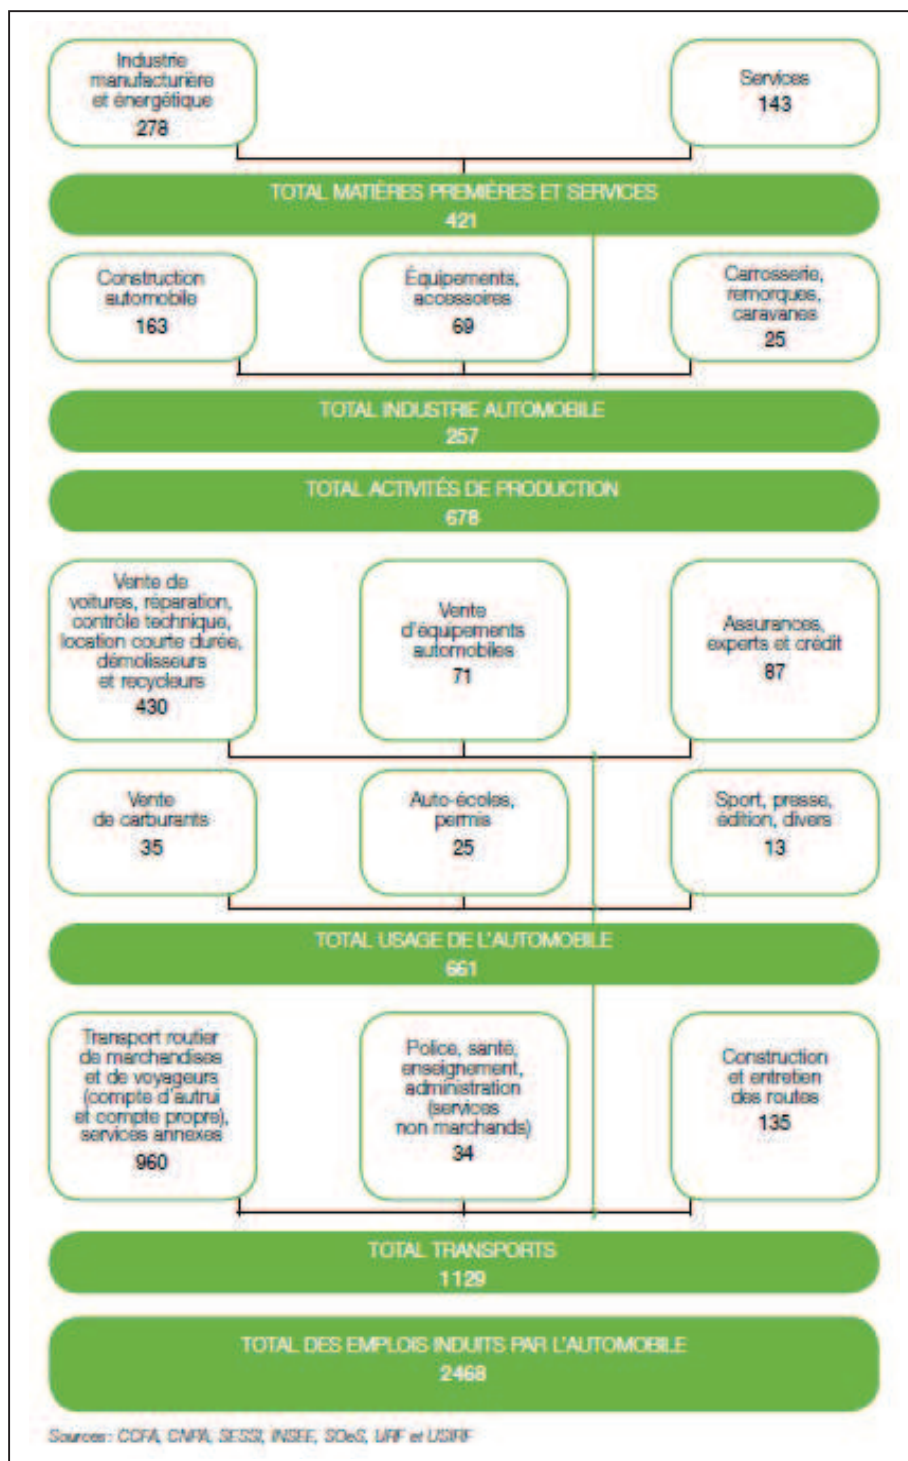 Industrie
manufacturière
et énergétique
278
Services
143
TOTAL MATIÈRES PREMIÈRES ET SERVICES
421
Construction
automobile
163
Équipements,
accessoires
69
Carrosserie,
remorques,
caravanes
25
TOTAL INDUSTRIE AUTOMOBILE
257
TOTAL ACTIVITÉS DE PRODUCTION
678
Vente de
voitures, réparation,
contrôle technique,
location courte durée,
démolisseurs
et recycleurs
430
Vente
d'équipements
automobiles
71
Assurances,
experts et crédit
87
Vente
de carburants
35
Auto-écoles,
permis
25
Sport, presse,
édition, divers
13
TOTAL USAGE DE L'AUTOMOBILE
661
Transport routier
de marchandises
et de voyageurs
(compte d'autrui
et compte propre),
services annexes
960
Police, santé,
enseignement,
administration
(services
non marchands)
34
Construction
et entretien
des routes
135
TOTAL TRANSPORTS
1129
TOTAL DES EMPLOIS INDUITS PAR L'AUTOMOBILE
2468
Sources : CCFA, CNPA, SESSI, INSEE, SOeS, URF et USIRF